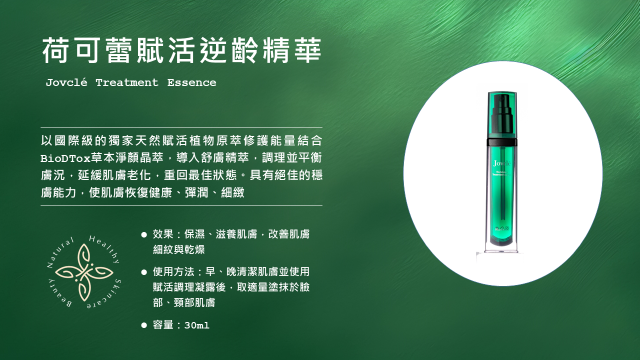 荷可蕾賦活逆齡精華
Jovclé Treatment Essence
以國際級的獨家天然賦活植物原萃修護能量結合
BioDTox草本淨顏晶萃，導入舒膚精萃，調理並平衡
膚況，延緩肌膚老化，重回最佳狀態。具有絕佳的穩
膚能力，使肌膚恢復健康、彈潤、細緻
Natural Healthy Skincare Beauty
● 效果：保濕、滋養肌膚，改善肌膚
細紋與乾燥
● 使用方法：早、晚清潔肌膚並使用
賦活調理凝露後，取適量塗抹於臉
部、頸部肌膚
● 容量：30ml